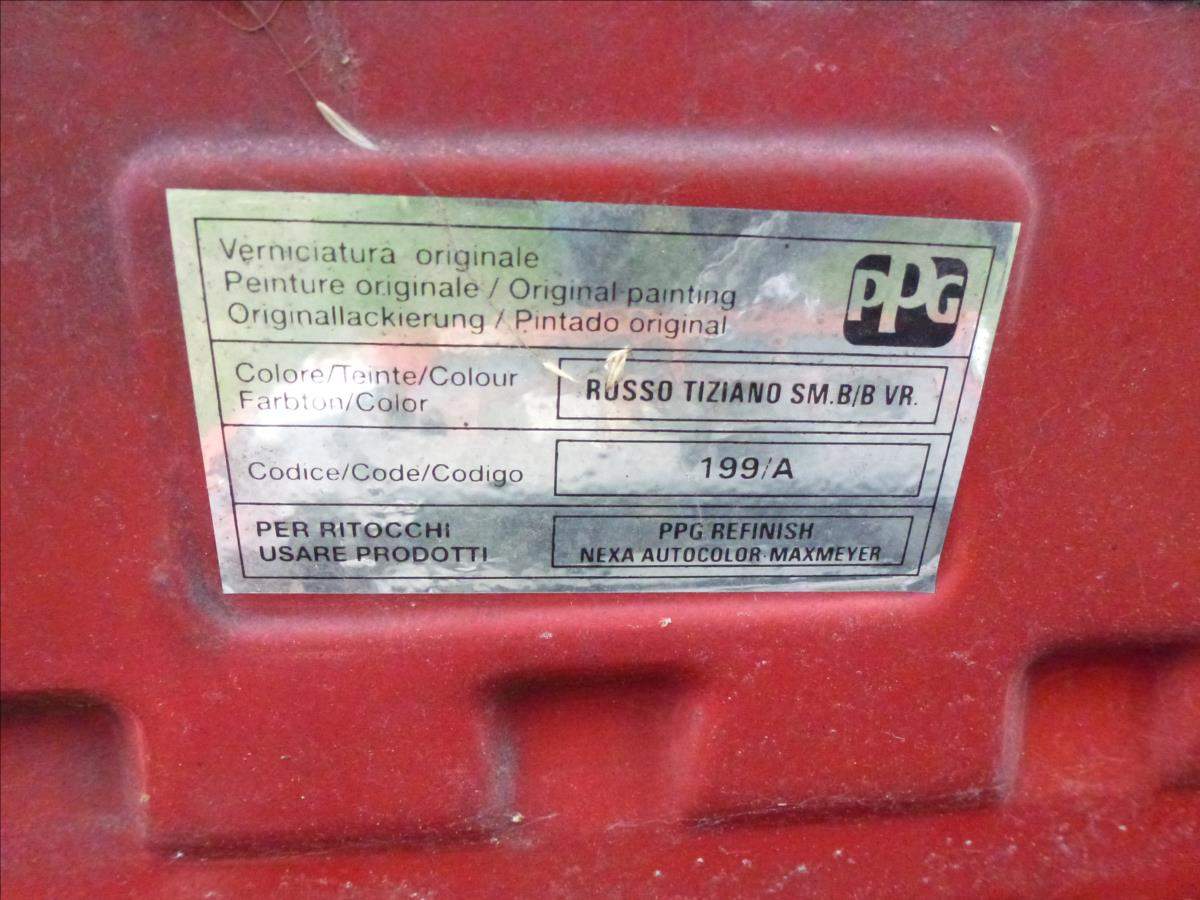 Verniciatura originale
Peinture originale / Original painting
Originallackierung / Pintado original
PPG
Colore/Teinte/Colour
Farbton/Color
ROSSO TIZIANO SM.B/B VR.
Codice/Code/Codigo
199/A
PER RITOCCHI
USARE PRODOTTI
PPG REFINISH
NEXA AUTOCOLOR-MAXMEYER